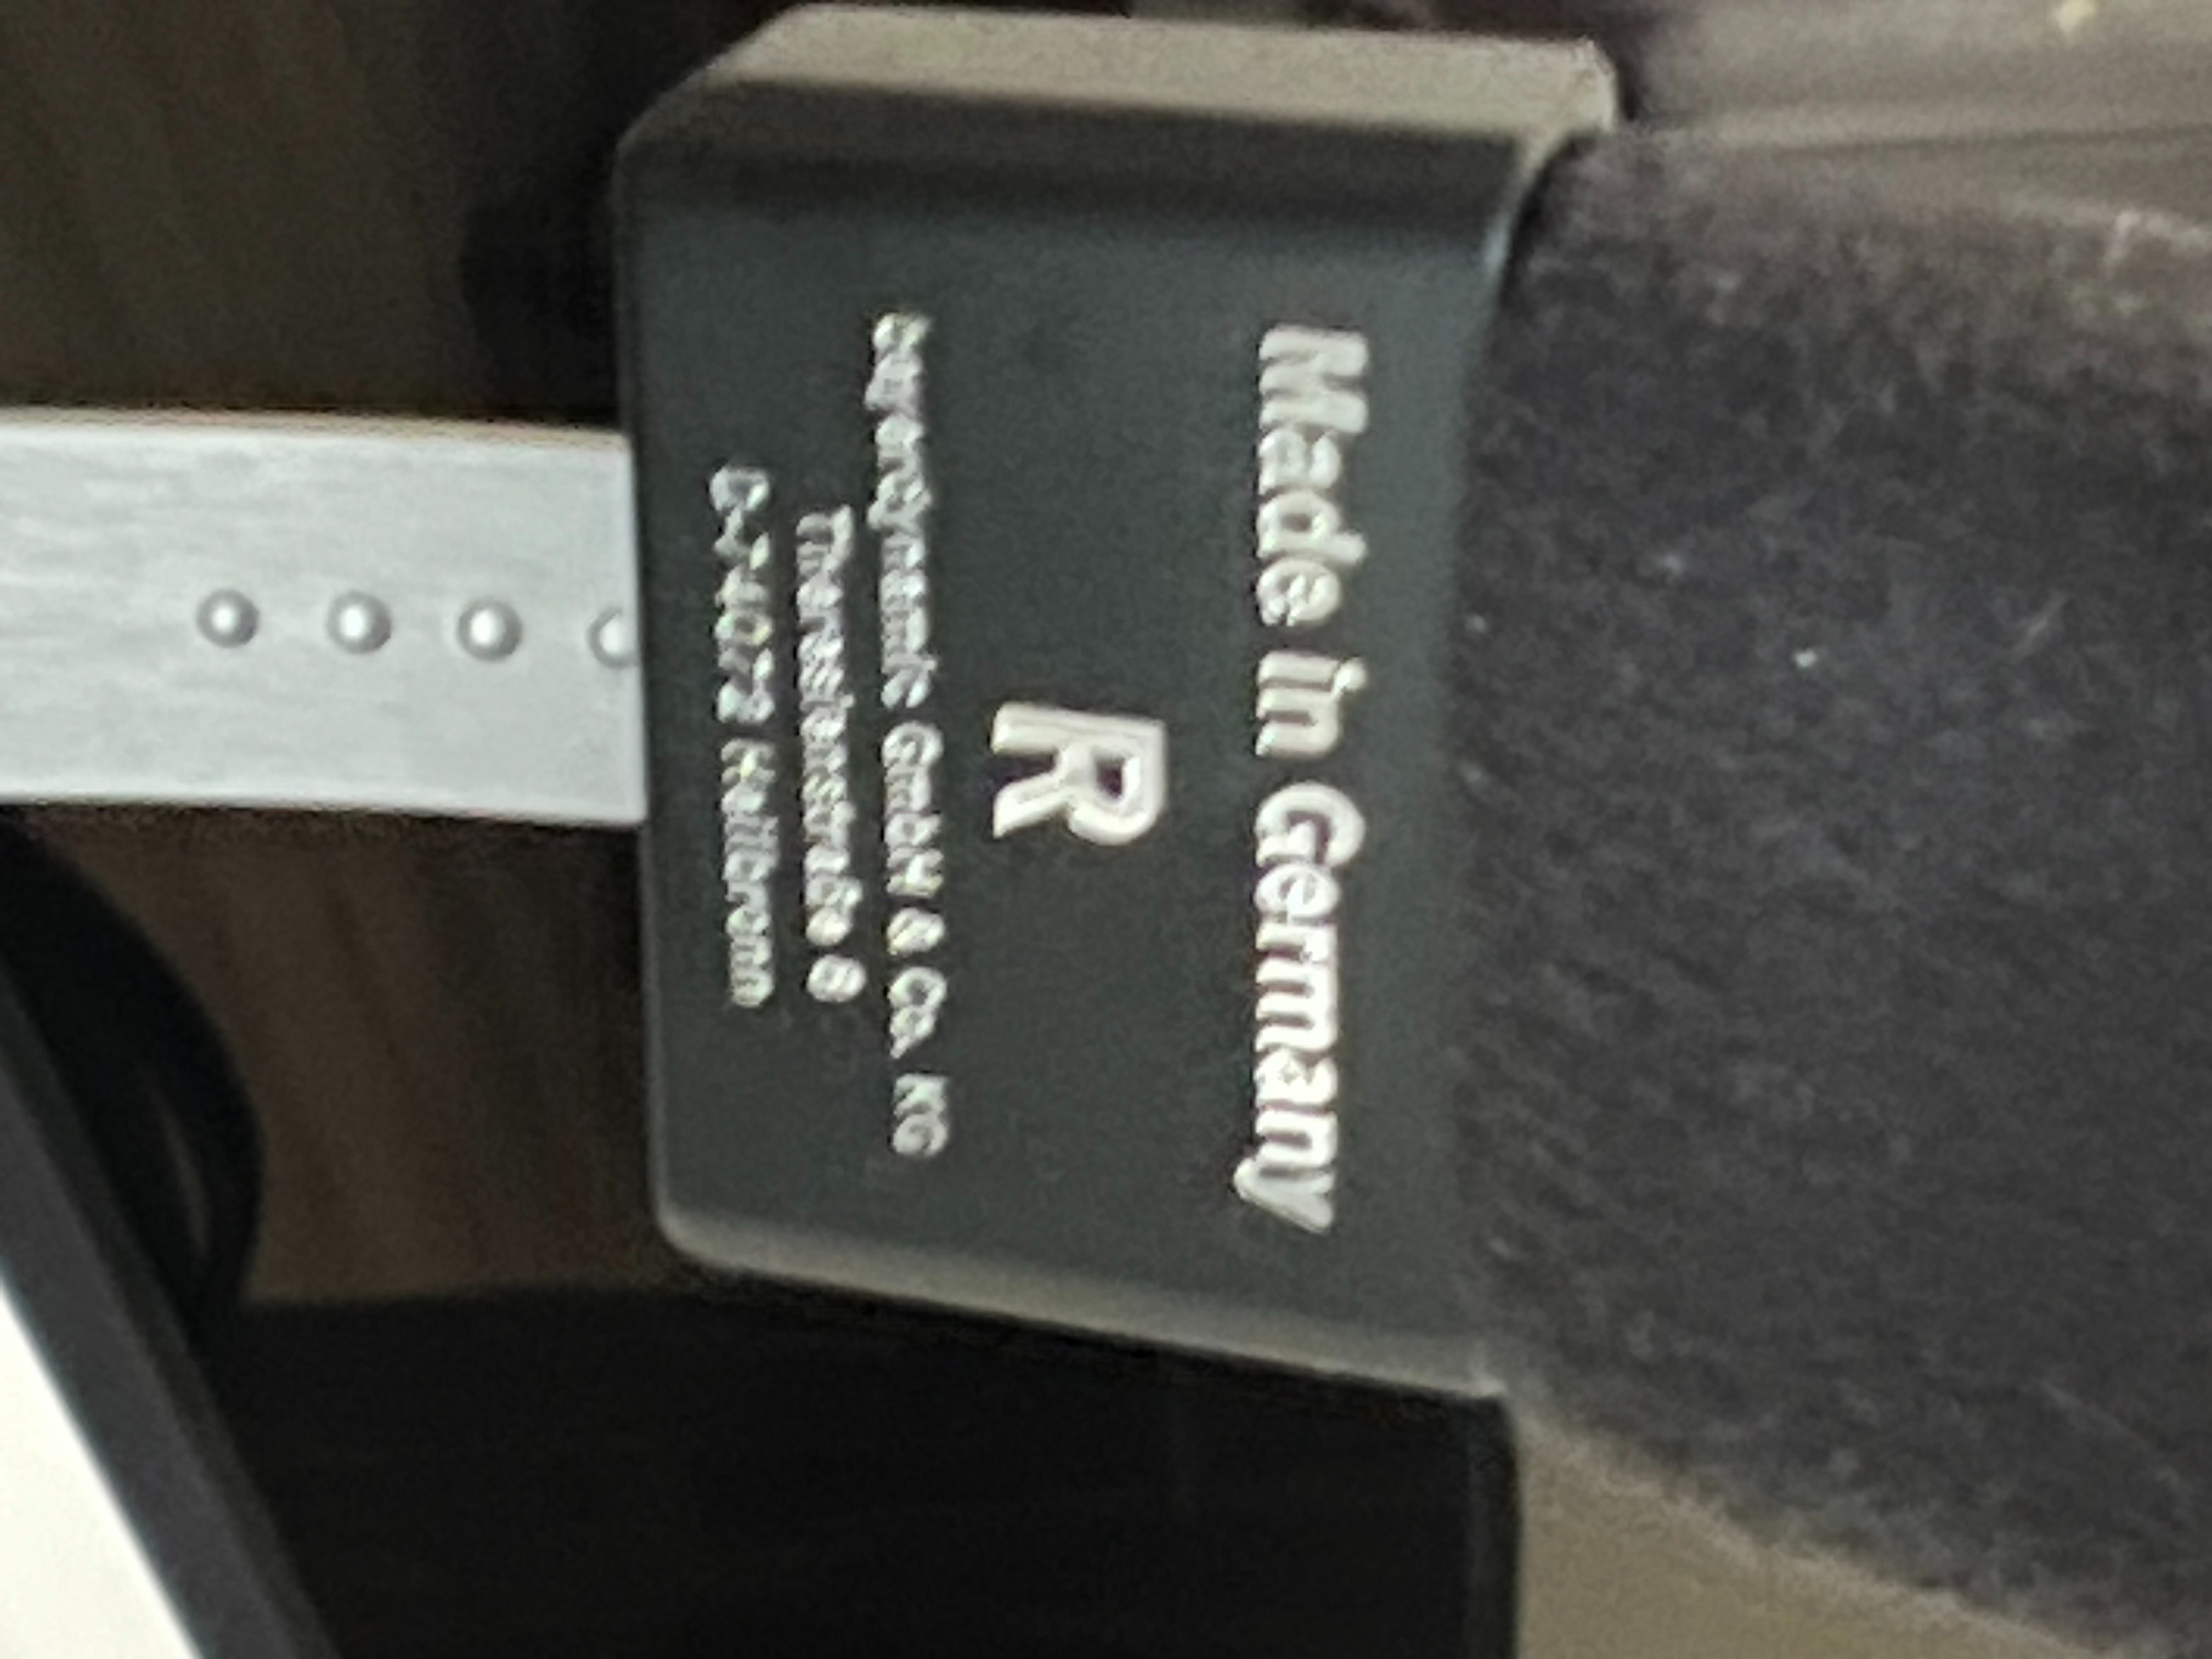 Made in Germany
R
beyerdynamic GmbH & Co. KG
Theresienstraße 8
D-74072 Heilbronn